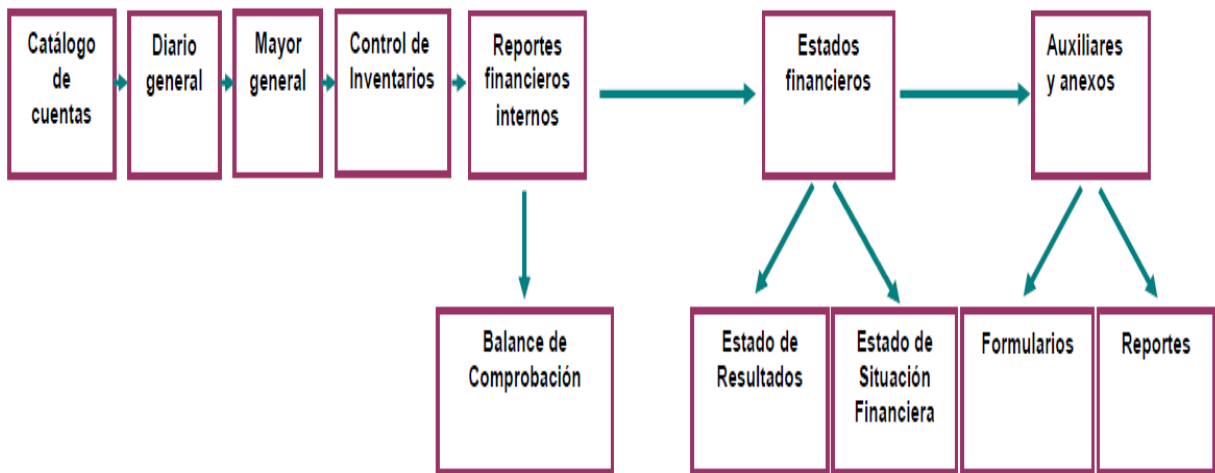 Catálogo
de
cuentas
Diario
general
Mayor
general
Control de
Inventarios
Reportes
financieros
internos
Estados
financieros
Auxiliares
y anexos
Balance de
Comprobación
Estado de
Resultados
Estado de
Situación
Financiera
Formularios
Reportes